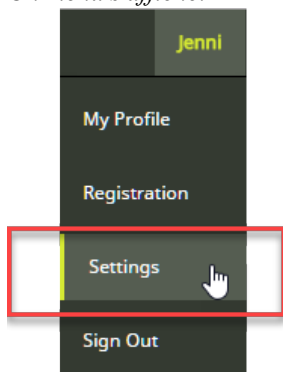 Jenni
My Profile
Registration
Settings
Sign Out